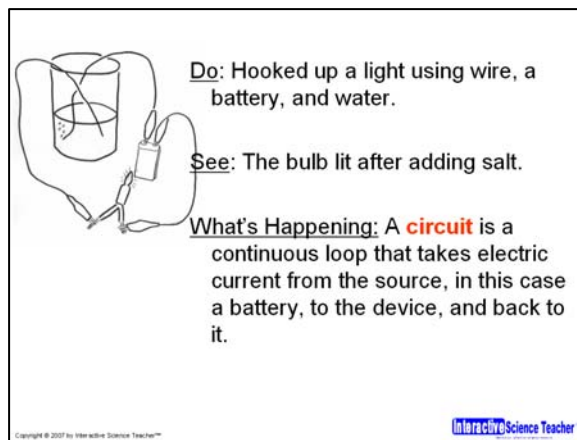 Do: Hooked up a light using wire, a
battery, and water.
See: The bulb lit after adding salt.
What's Happening: A circuit is a
continuous loop that takes electric
current from the source, in this case
a battery, to the device, and back to
it.
Copyright © 2007 by Interactive Science Teacher™
Interactive Science Teacher